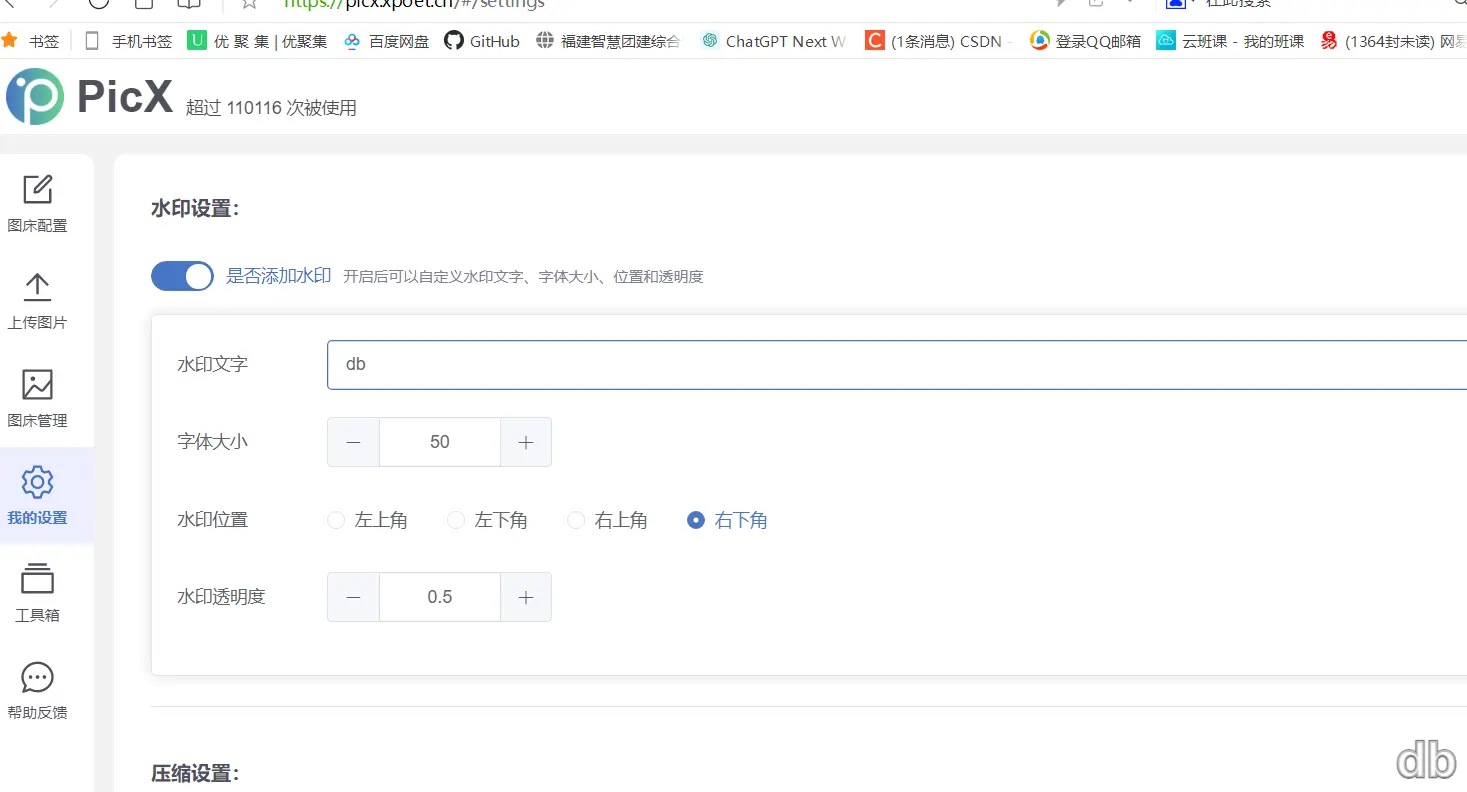 https://picx.xpoet.cn/#/settings
在此搜索
书签 手机书签 优 聚 集 | 优聚集 百度网盘 GitHub 福建智慧团建综合 ChatGPT Next W (1条消息) CSDN - 登录QQ邮箱 云班课 - 我的班课 (1364封未读) 网易
PicX 超过 110116 次被使用
图床配置
上传图片
图床管理
我的设置
工具箱
帮助反馈
水印设置：
是否添加水印 开启后可以自定义水印文字、字体大小、位置和透明度
水印文字 db
字体大小 50
水印位置 左上角 左下角 右上角 右下角
水印透明度 0.5
压缩设置：
db